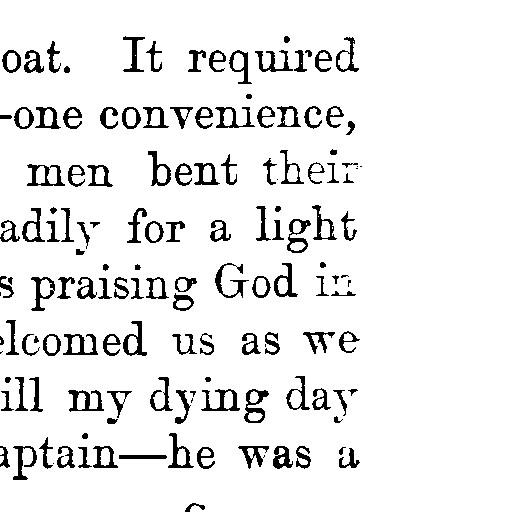 oat. It required
-one convenience,
men bent their
adily for a light
s praising God in
elcomed us as we
ill my dying day
aptain—he was a